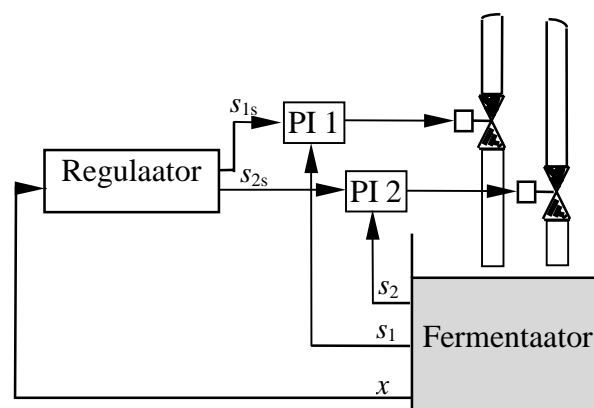 s1s
PI 1
Regulaator
s2s
PI 2
s2
s1
Fermentaator
x